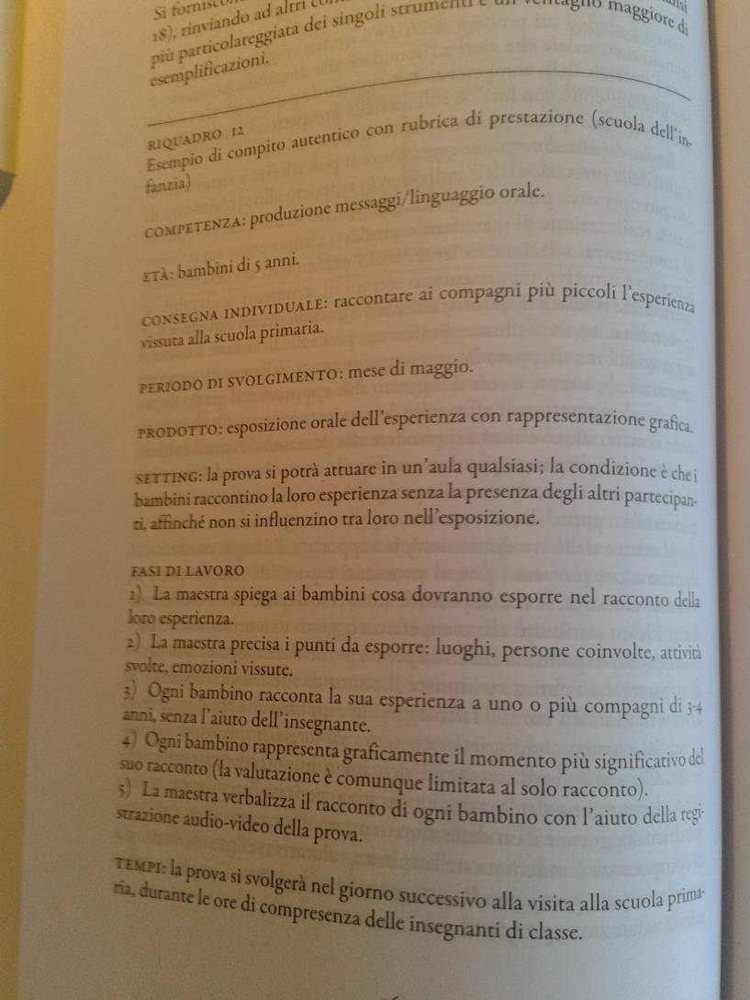 Si
18), rinviando ad altri
più particolareggiata dei singoli strumenti e un ventaglio maggiore di
esemplificazioni.
RIQUADRO 12
Esempio di compito autentico con rubrica di prestazione (scuola dell'in-
fanzia)
COMPETENZA: produzione messaggi/linguaggio orale.
ETÀ: bambini di 5 anni.
CONSEGNA INDIVIDUALE: raccontare ai compagni più piccoli l'esperienza
vissuta alla scuola primaria.
PERIODO DI SVOLGIMENTO: mese di maggio.
PRODOTTO: esposizione orale dell'esperienza con rappresentazione grafica.
SETTING: la prova si potrà attuare in un'aula qualsiasi; la condizione è che i
bambini raccontino la loro esperienza senza la presenza degli altri partecipan-
ti, affinché non si influenzino tra loro nell'esposizione.
FASI DI LAVORO
1) La maestra spiega ai bambini cosa dovranno esporre nel racconto della
loro esperienza.
2) La maestra precisa i punti da esporre: luoghi, persone coinvolte, attività
svolte, emozioni vissute.
3) Ogni bambino racconta la sua esperienza a uno o più compagni di 3-4
anni, senza l'aiuto dell'insegnante.
4) Ogni bambino rappresenta graficamente il momento più significativo del
suo racconto (la valutazione è comunque limitata al solo racconto).
5) La maestra verbalizza il racconto di ogni bambino con l'aiuto della regi-
strazione audio-video della prova.
TEMPI: la prova si svolgerà nel giorno successivo alla visita alla scuola prima-
ria, durante le ore di compresenza delle insegnanti di classe.